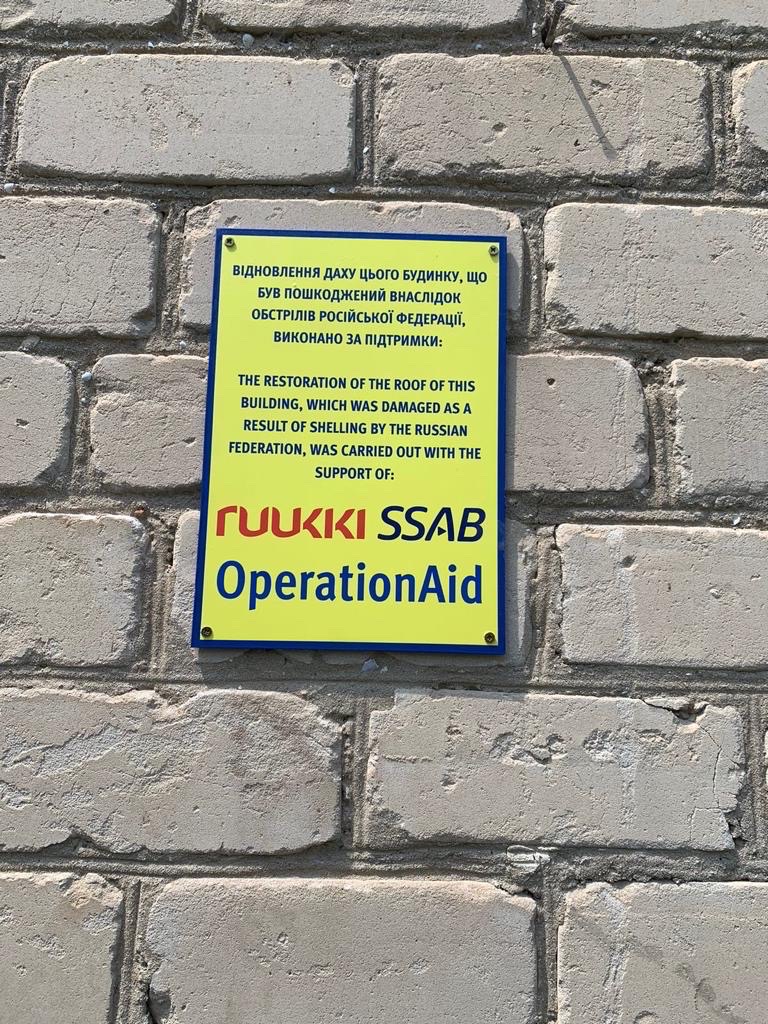 ВІДНОВЛЕННЯ ДАХУ ЦЬОГО БУДИНКУ, ЩО
БУВ ПОШКОДЖЕНИЙ ВНАСЛІДОК
ОБСТРІЛІВ РОСІЙСЬКОЇ ФЕДЕРАЦІЇ,
ВИКОНАНО ЗА ПІДТРИМКИ:
THE RESTORATION OF THE ROOF OF THIS
BUILDING, WHICH WAS DAMAGED AS A
RESULT OF SHELLING BY THE RUSSIAN
FEDERATION, WAS CARRIED OUT WITH THE
SUPPORT OF:
ruukki SSAB
OperationAid